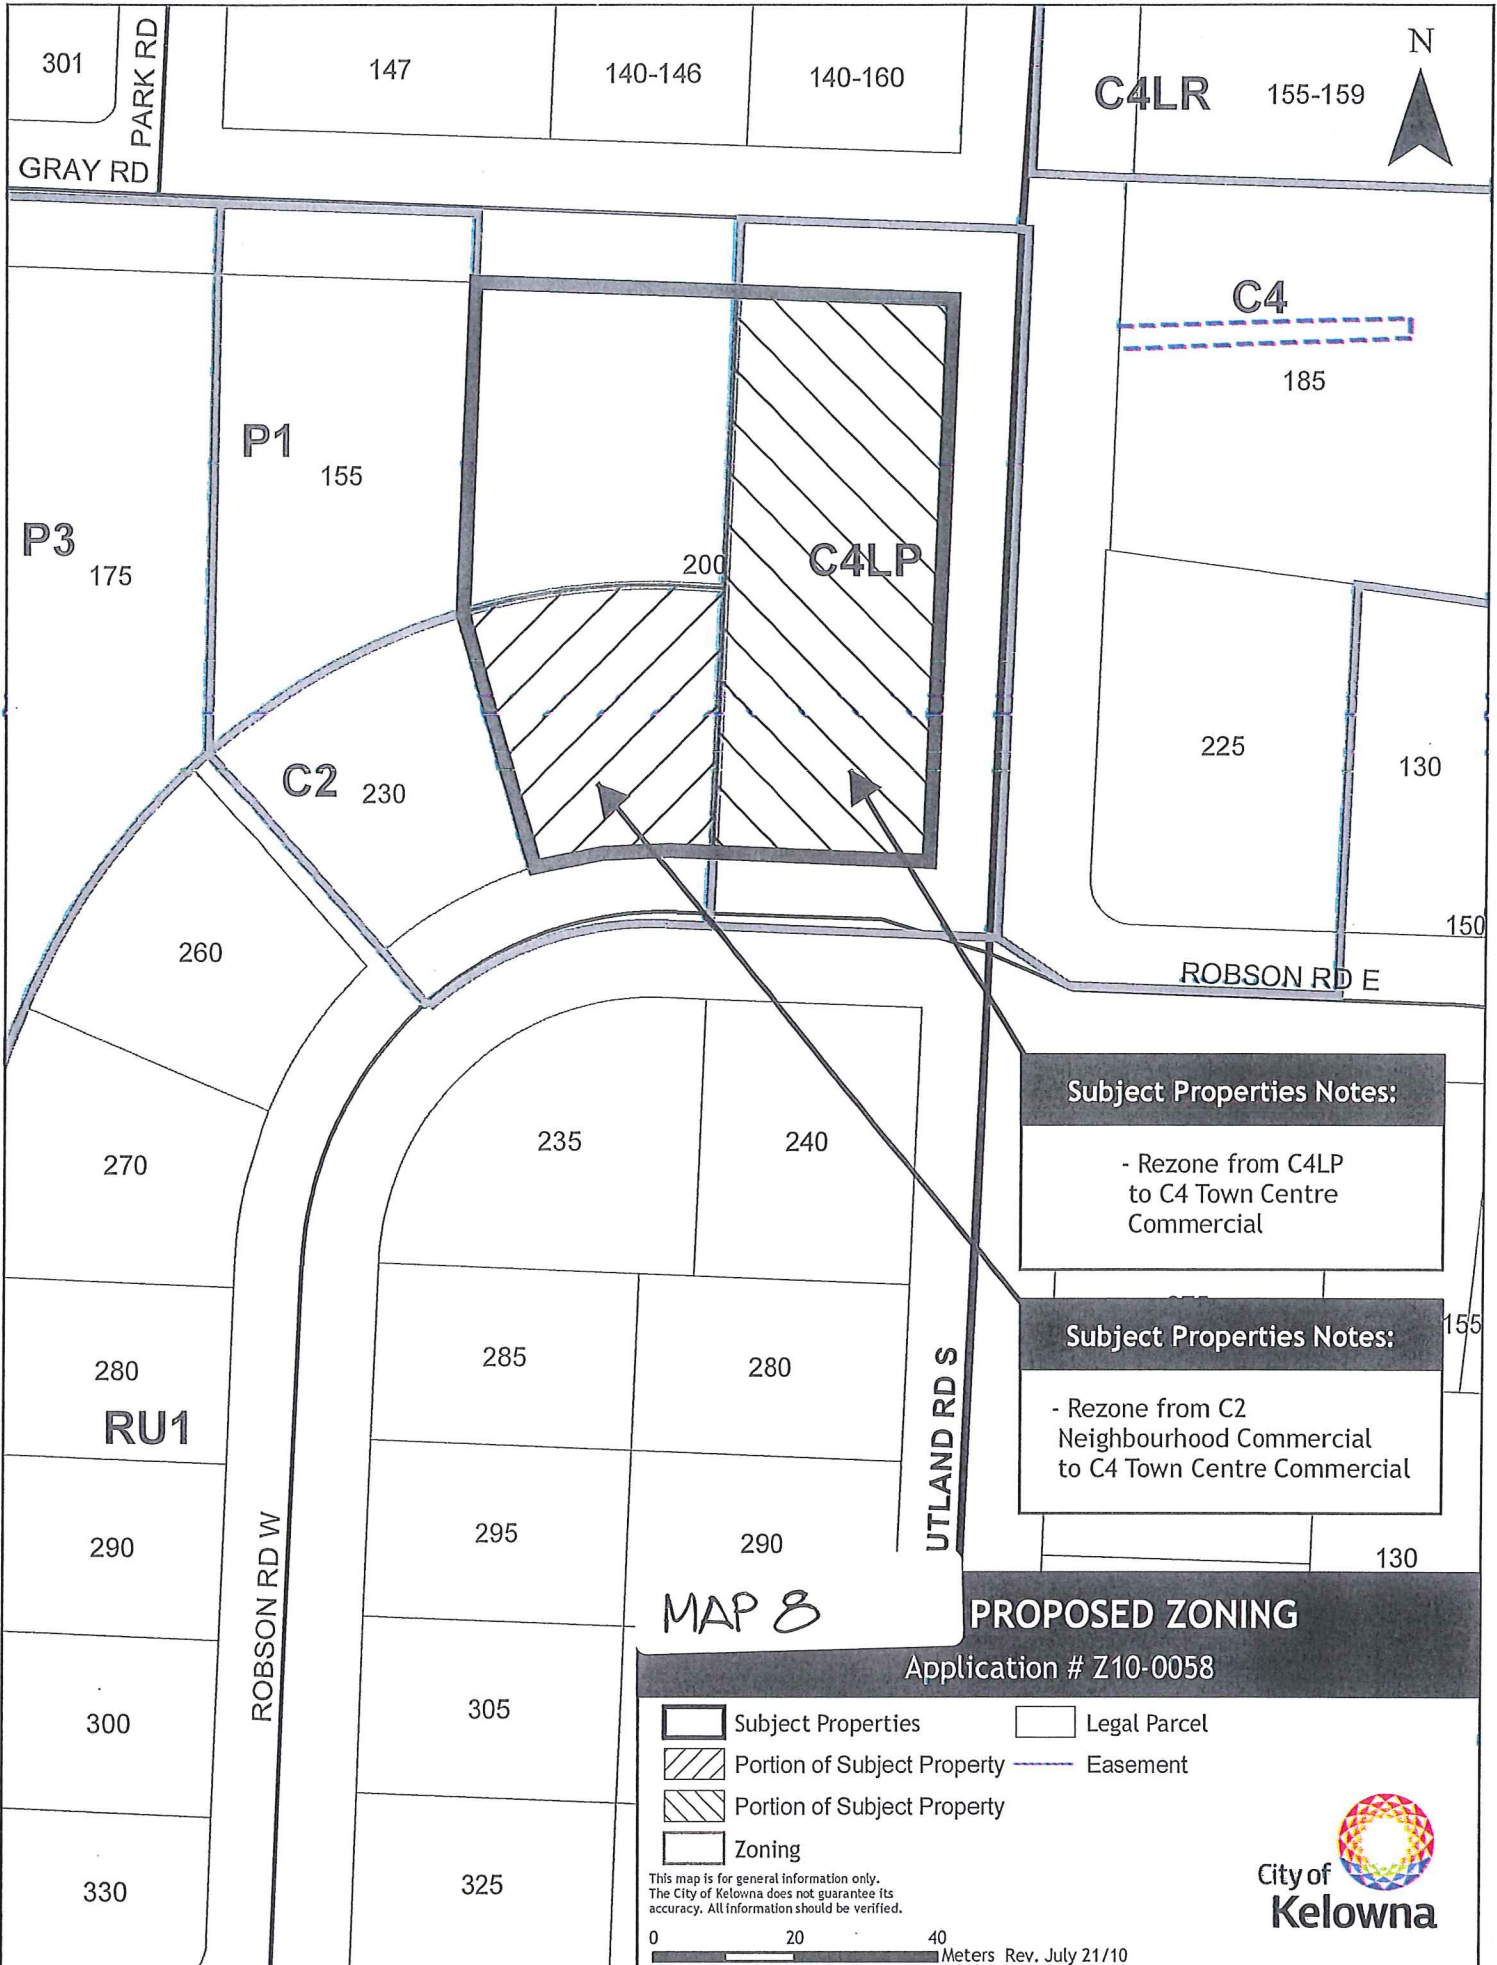 301
PARK RD
147
140-146
140-160
C4LR
155-159
N
GRAY RD
C4
185
P1
155
P3
175
200
C4LP
225
130
C2
230
150
260
ROBSON RD E
Subject Properties Notes:
- Rezone from C4LP
to C4 Town Centre
Commercial
235
240
270
Subject Properties Notes:
- Rezone from C2
Neighbourhood Commercial
to C4 Town Centre Commercial
155
285
280
280
RU1
UTLAND RD S
295
290
290
130
ROBSON RD W
MAP 8
PROPOSED ZONING
Application # Z10-0058
300
305
Subject Properties
Legal Parcel
Portion of Subject Property
Easement
Portion of Subject Property
Zoning
330
325
This map is for general information only.
The City of Kelowna does not guarantee its
accuracy. All information should be verified.
City of
Kelowna
0 20 40
Meters Rev. July 21/10